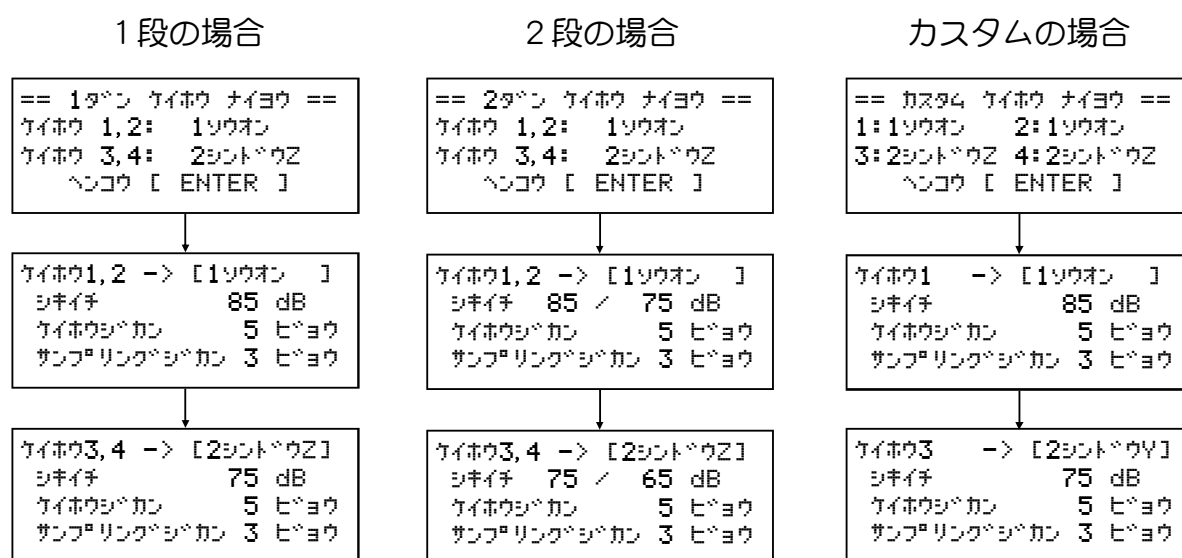 1段の場合
== 1ダン ケイホウ ナイヨウ ==
ケイホウ 1,2: 1ソウオン
ケイホウ 3,4: 2シンドウZ
ヘンコウ [ ENTER ]
ケイホウ1,2 -> [1ソウオン ]
シキイチ 85 dB
ケイホウジカン 5 ビョウ
サンプリングジカン 3 ビョウ
ケイホウ3,4 -> [2シンドウZ]
シキイチ 75 dB
ケイホウジカン 5 ビョウ
サンプリングジカン 3 ビョウ
2段の場合
== 2ダン ケイホウ ナイヨウ ==
ケイホウ 1,2: 1ソウオン
ケイホウ 3,4: 2シンドウZ
ヘンコウ [ ENTER ]
ケイホウ1,2 -> [1ソウオン ]
シキイチ 85 / 75 dB
ケイホウジカン 5 ビョウ
サンプリングジカン 3 ビョウ
ケイホウ3,4 -> [2シンドウZ]
シキイチ 75 / 65 dB
ケイホウジカン 5 ビョウ
サンプリングジカン 3 ビョウ
カスタムの場合
== カスタム ケイホウ ナイヨウ ==
1:1ソウオン 2:1ソウオン
3:2シンドウZ 4:2シンドウZ
ヘンコウ [ ENTER ]
ケイホウ1 -> [1ソウオン ]
シキイチ 85 dB
ケイホウジカン 5 ビョウ
サンプリングジカン 3 ビョウ
ケイホウ3 -> [2シンドウY]
シキイチ 75 dB
ケイホウジカン 5 ビョウ
サンプリングジカン 3 ビョウ